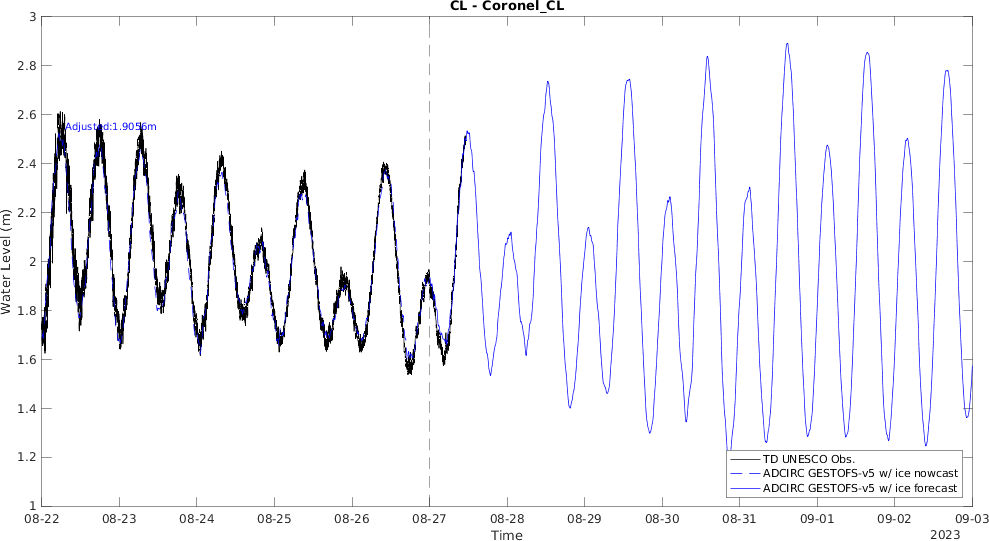 CL - Coronel_CL
3
2.8
2.6
2.4
2.2
2
1.8
1.6
1.4
1.2
1
Water Level (m)
Adjusted:1.9056m
TD UNESCO Obs.
ADCIRC GESTOFS-v5 w/ ice nowcast
ADCIRC GESTOFS-v5 w/ ice forecast
08-22 08-23 08-24 08-25 08-26 08-27 08-28 08-29 08-30 08-31 09-01 09-02 09-03
Time
2023